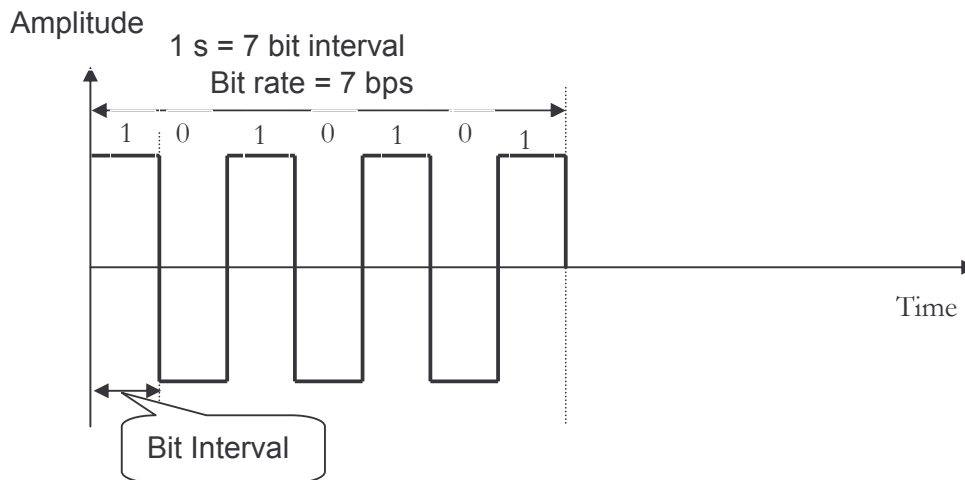 Amplitude
1 s = 7 bit interval
Bit rate = 7 bps
1 0 1 0 1 0 1
Time
Bit Interval